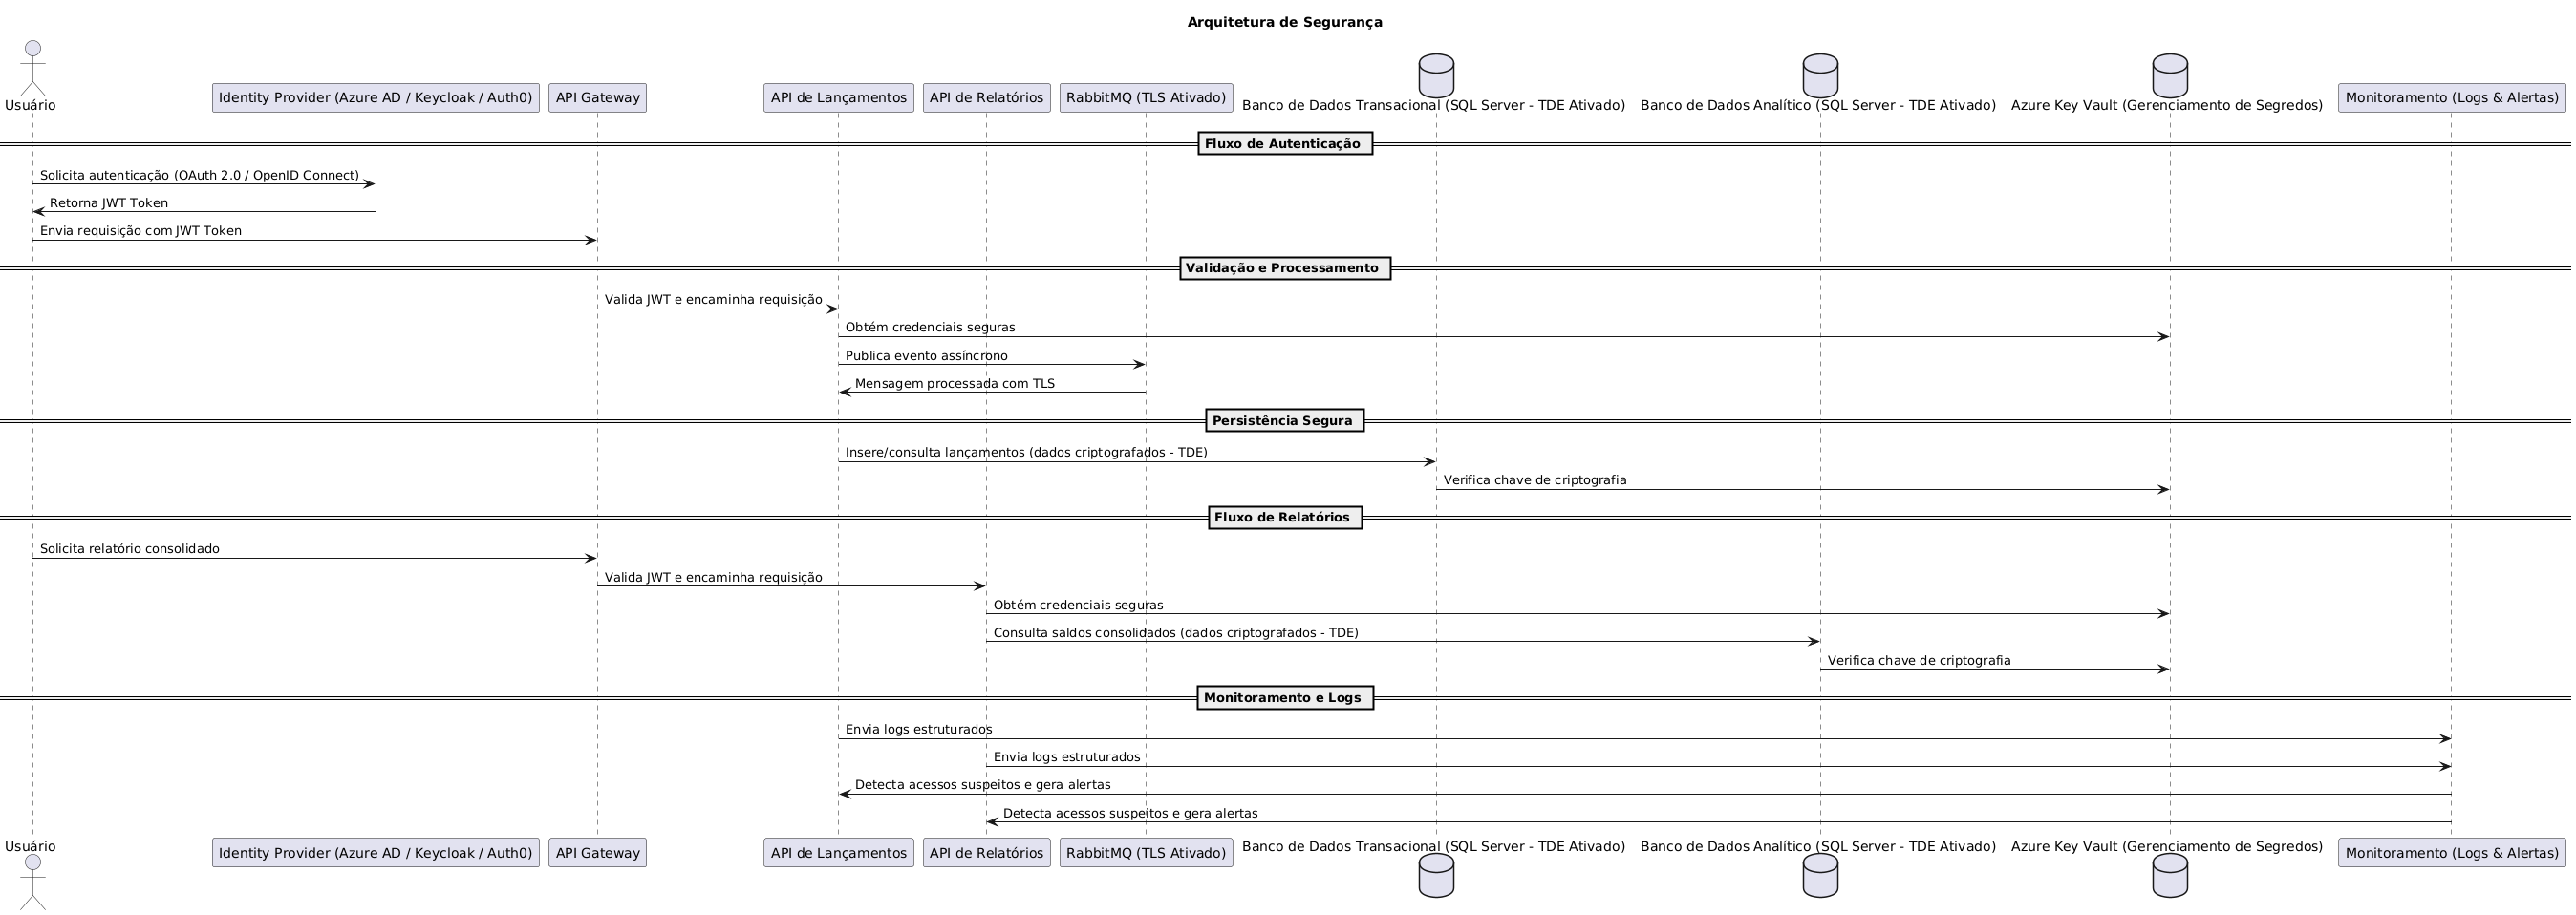 Arquitetura de Segurança
Usuário
Identity Provider (Azure AD / Keycloak / Auth0)
API Gateway
API de Lançamentos
API de Relatórios
RabbitMQ (TLS Ativado)
Banco de Dados Transacional (SQL Server - TDE Ativado)
Banco de Dados Analítico (SQL Server - TDE Ativado)
Azure Key Vault (Gerenciamento de Segredos)
Monitoramento (Logs & Alertas)
Fluxo de Autenticação
Solicita autenticação (OAuth 2.0 / OpenID Connect)
Retorna JWT Token
Envia requisição com JWT Token
Validação e Processamento
Valida JWT e encaminha requisição
Obtém credenciais seguras
Publica evento assíncrono
Mensagem processada com TLS
Persistência Segura
Insere/consulta lançamentos (dados criptografados - TDE)
Verifica chave de criptografia
Fluxo de Relatórios
Solicita relatório consolidado
Valida JWT e encaminha requisição
Obtém credenciais seguras
Consulta saldos consolidados (dados criptografados - TDE)
Verifica chave de criptografia
Monitoramento e Logs
Envia logs estruturados
Envia logs estruturados
Detecta acessos suspeitos e gera alertas
Detecta acessos suspeitos e gera alertas
Usuário
Identity Provider (Azure AD / Keycloak / Auth0)
API Gateway
API de Lançamentos
API de Relatórios
RabbitMQ (TLS Ativado)
Banco de Dados Transacional (SQL Server - TDE Ativado)
Banco de Dados Analítico (SQL Server - TDE Ativado)
Azure Key Vault (Gerenciamento de Segredos)
Monitoramento (Logs & Alertas)